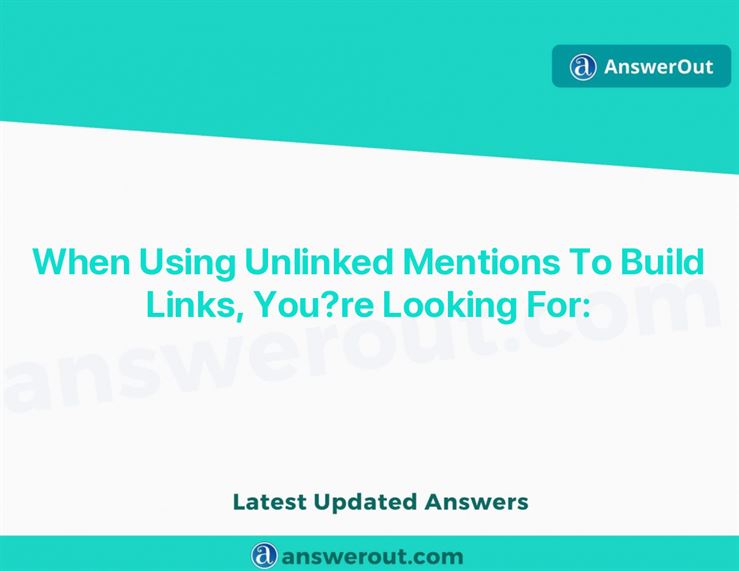 AnswerOut
When Using Unlinked Mentions To Build
Links, You?re Looking For:
answerout.com
Latest Updated Answers
answerout.com